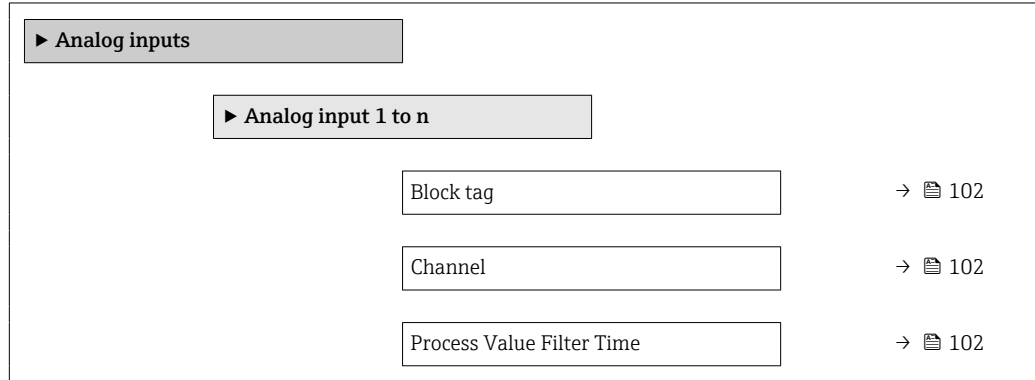 ▶ Analog inputs
▶ Analog input 1 to n
Block tag → 102
Channel → 102
Process Value Filter Time → 102